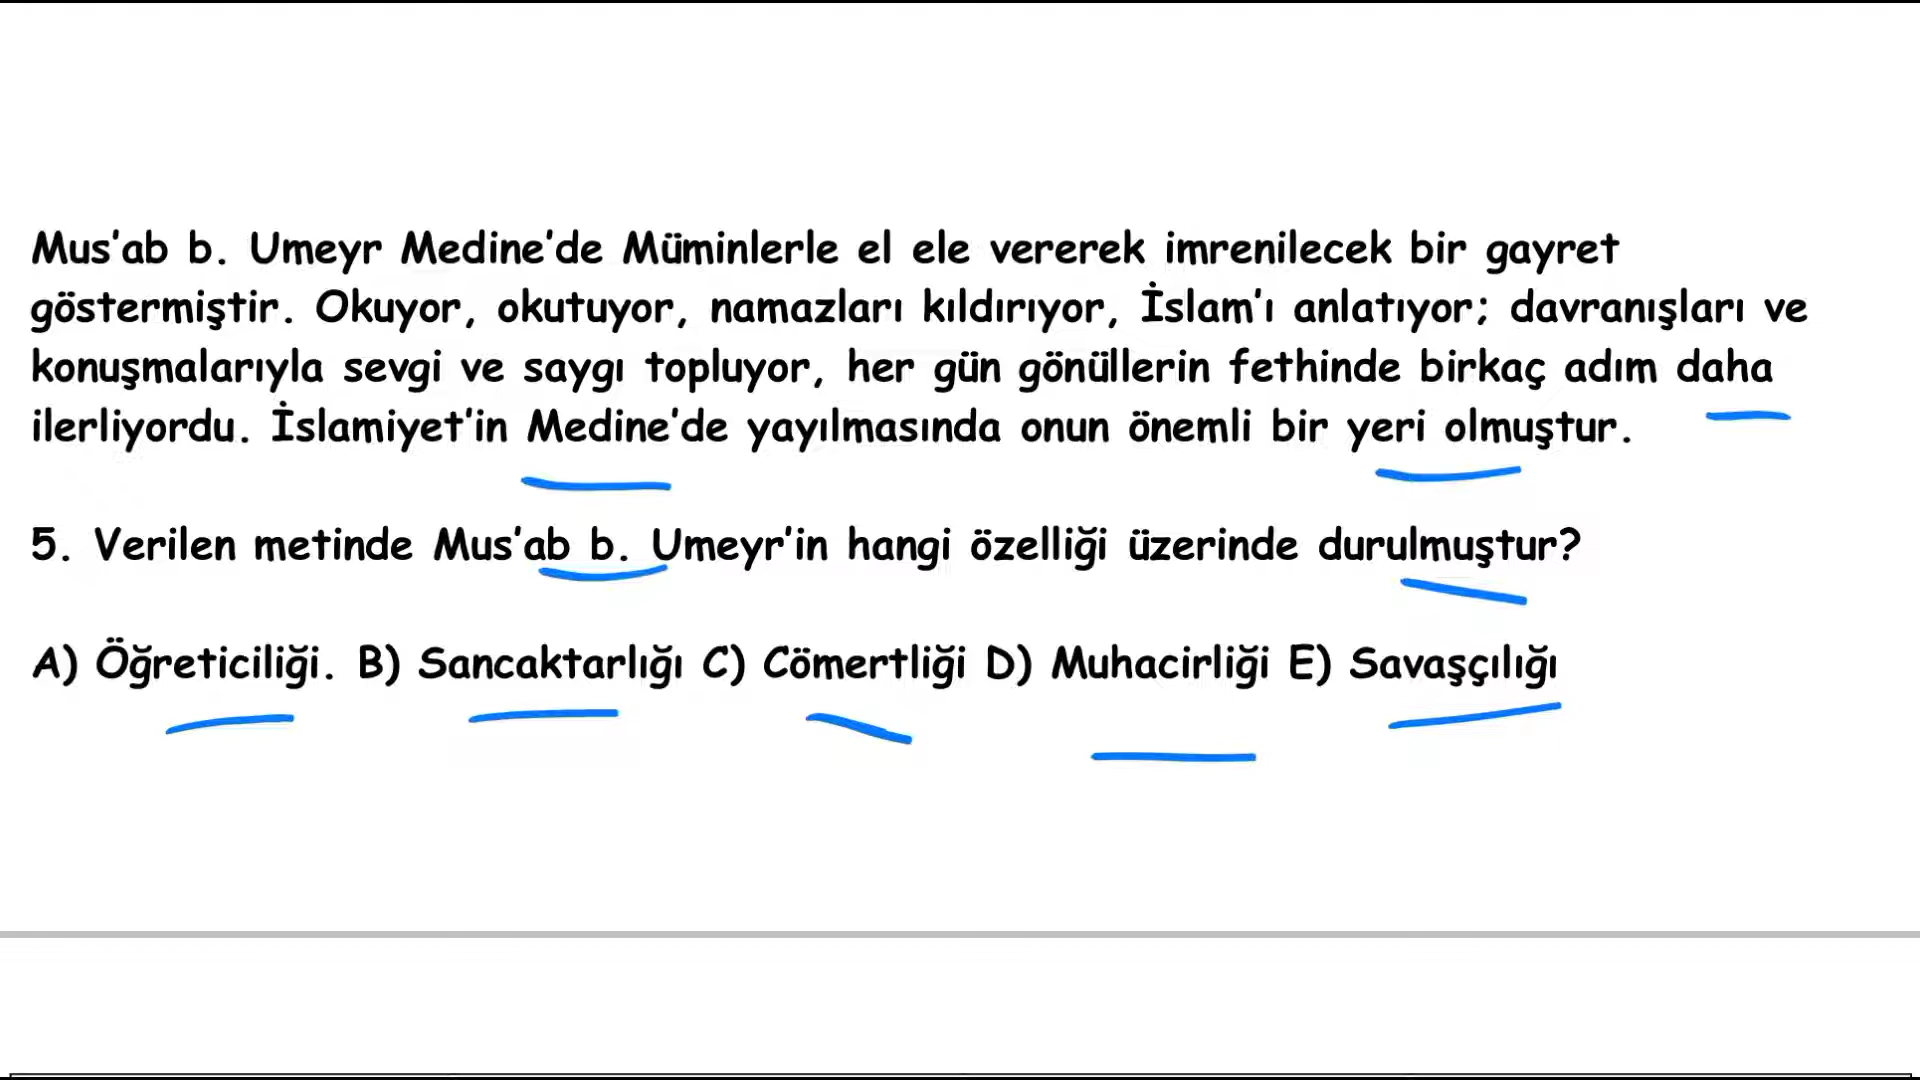 Mus'ab b. Umeyr Medine'de Müminlerle el ele vererek imrenilecek bir gayret
göstermiştir. Okuyor, okutuyor, namazları kıldırıyor, İslam'ı anlatıyor; davranışları ve
konuşmalarıyla sevgi ve saygı topluyor, her gün gönüllerin fethinde birkaç adım daha
ilerliyordu. İslamiyet'in Medine'de yayılmasında onun önemli bir yeri olmuştur.
5. Verilen metinde Mus'ab b. Umeyr'in hangi özelliği üzerinde durulmuştur?
A) Öğreticiliği. B) Sancaktarlığı C) Cömertliği D) Muhacirliği E) Savaşçılığı